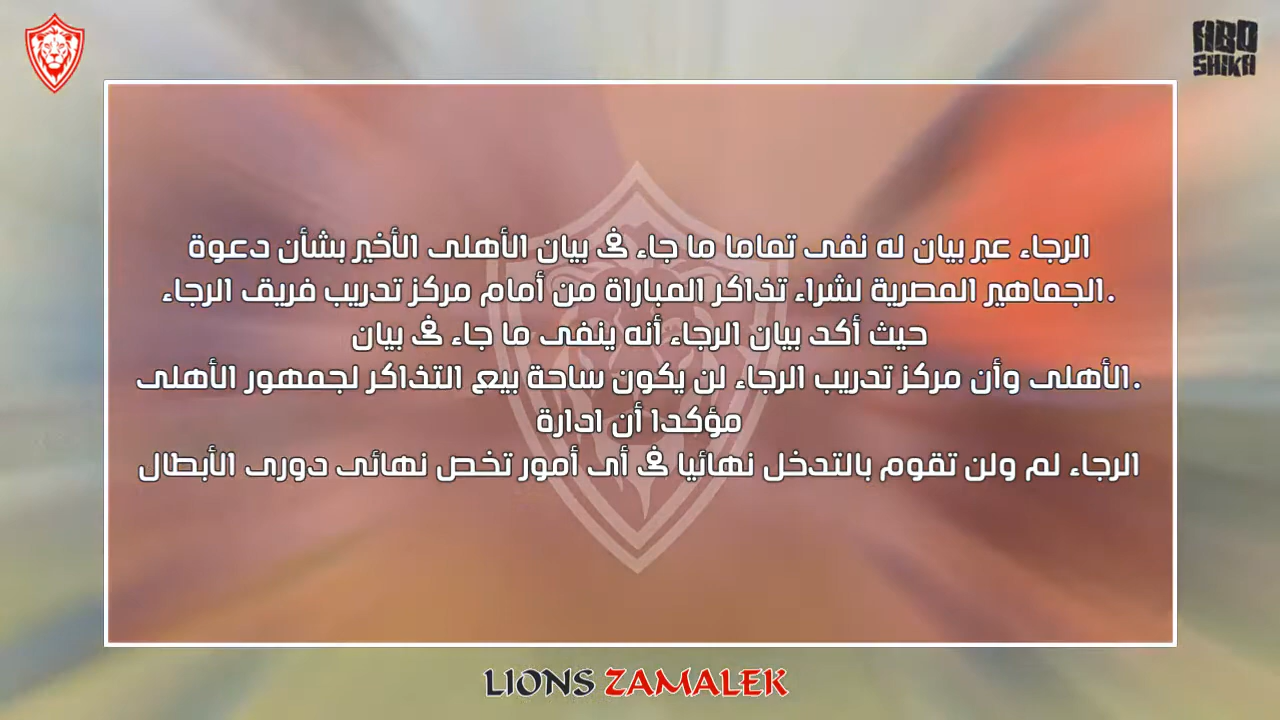 ABO
SHIKA
الرجاء عبر بيان له نفى تماما ما جاء فى بيان الأهلى الأخير بشأن دعوة
.الجماهير المصرية لشراء تذاكر المباراة من أمام مركز تدريب فريق الرجاء
حيث أكد بيان الرجاء أنه ينفى ما جاء فى بيان
.الأهلى وأن مركز تدريب الرجاء لن يكون ساحة بيع التذاكر لجمهور الأهلى
مؤكدا أن ادارة
الرجاء لم ولن تقوم بالتدخل نهائيا فى أى أمور تخص نهائى دورى الأبطال
LIONS ZAMALEK